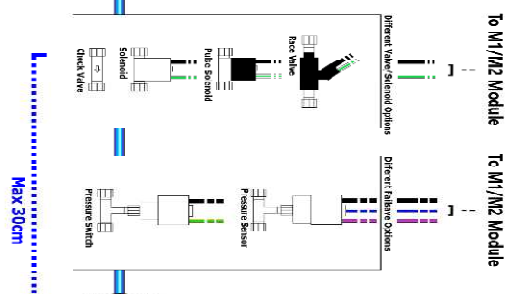 To M1/M2 Module
To M1/M2 Module
Different Valve/Solenoid Options
Different Failsave Options
Race Valve
Pulse Solenoid
Solenoid
Check Valve
Pressure Sensor
Pressure Switch
Max 30cm